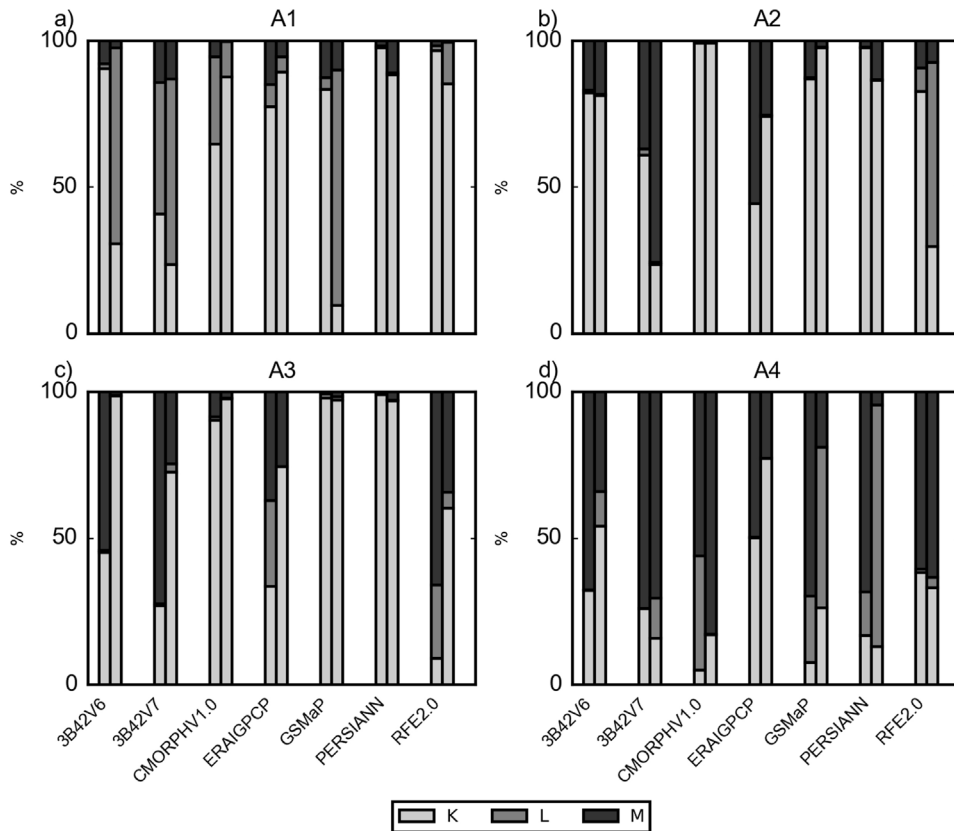 a) A1
100
50
0
%
b) A2
100
50
0
%
c) A3
100
50
0
%
3B42V6
3B42V7
CMORPHV1.0
ERAIGPCP
GSMaP
PERSIANN
RFE2.0
d) A4
100
50
0
%
3B42V6
3B42V7
CMORPHV1.0
ERAIGPCP
GSMaP
PERSIANN
RFE2.0
K L M